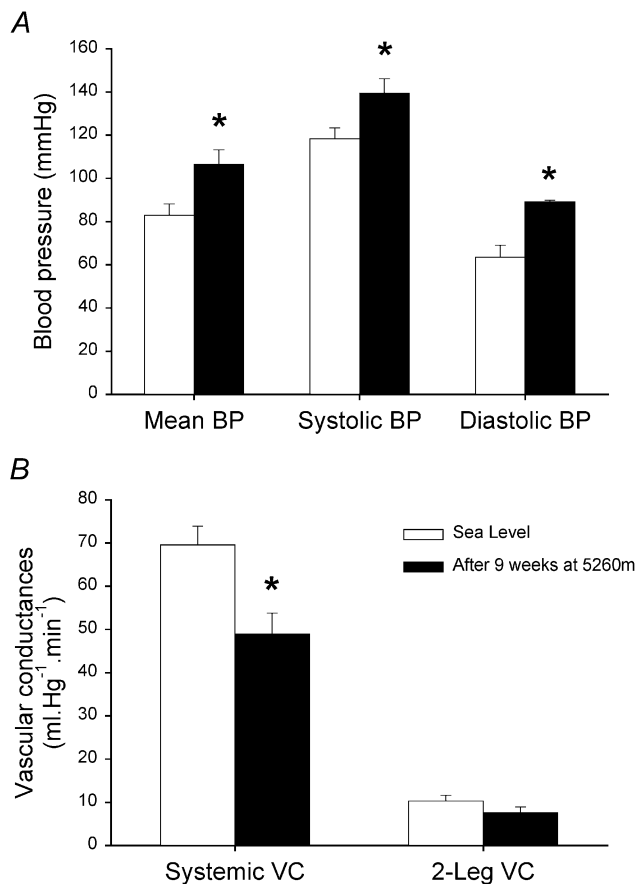 A
160
140
120
100
80
60
40
20
0
Blood pressure (mmHg)
*
*
*
Mean BP Systolic BP Diastolic BP
B
80
70
60
50
40
30
20
10
0
Vascular conctances
(ml.Hg⁻¹.min⁻¹)
Sea Level
After 9 weeks at 5260m
*
Systemic VC 2-Leg VC